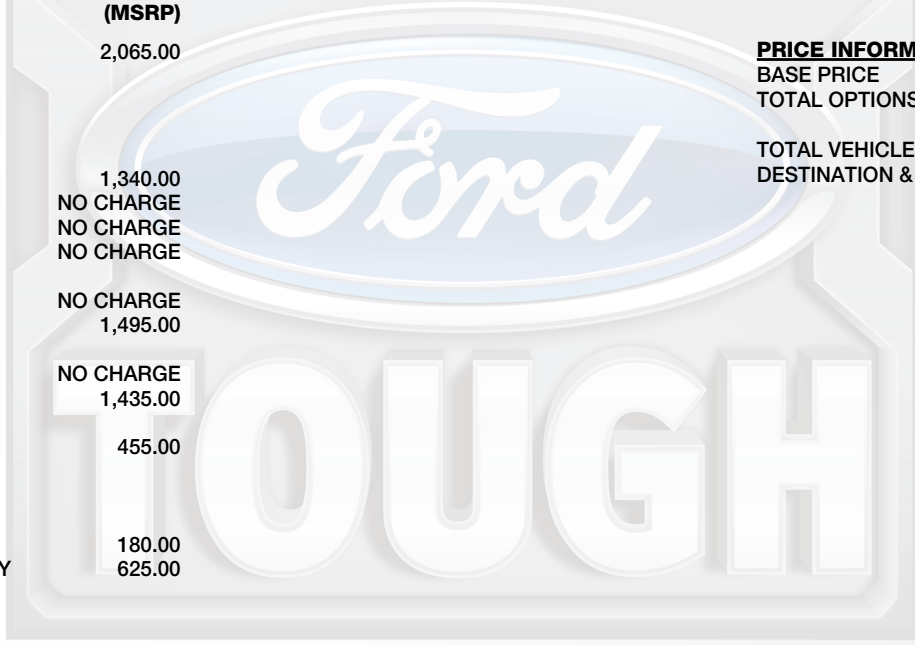 (MSRP)
2,065.00
1,340.00
NO CHARGE
NO CHARGE
NO CHARGE
NO CHARGE
1,495.00
NO CHARGE
1,435.00
455.00
180.00
Y 625.00
PRICE INFORM
BASE PRICE
TOTAL OPTIONS
TOTAL VEHICLE
DESTINATION &
Ford
TOUGH